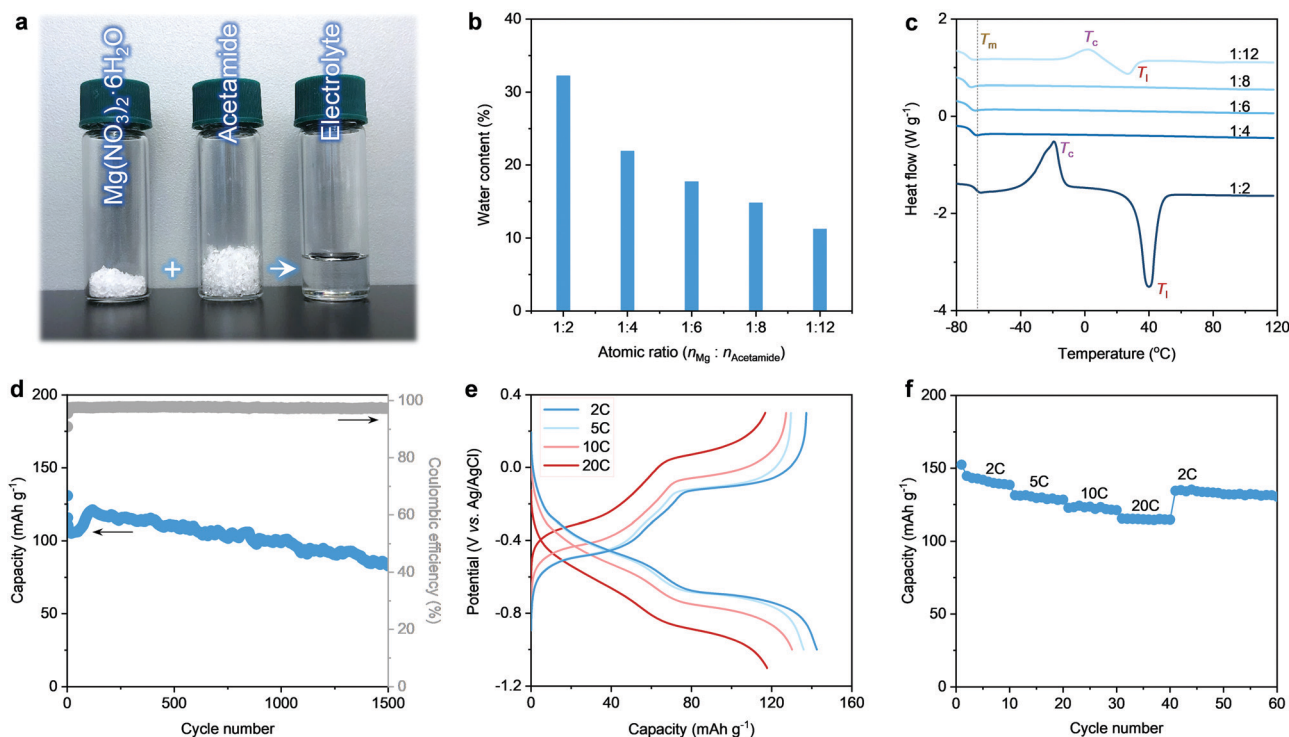 a
Mg(NO₃)₂·6H₂O
Acetamide
Electrolyte
+
b
Water content (%)
40
30
20
10
0
1:2 1:4 1:6 1:8 1:12
Atomic ratio (nMg : nAcetamide)
c
Heat flow (W g⁻¹)
2
0
-2
-4
Tm
Tc
Tl
1:12
1:8
1:6
1:4
Tc
1:2
Tl
-80 -40 0 40 80 120
Temperature (ºC)
d
Capacity (mAh g⁻¹)
200
150
100
50
0
100
80
60
40
20
0
Coulombic efficiency (%)
0 500 1000 1500
Cycle number
e
Potential (V vs. Ag/AgCl)
0.4
0.0
-0.4
-0.8
-1.2
2C
5C
10C
20C
0 40 80 120 160
Capacity (mAh g⁻¹)
f
Capacity (mAh g⁻¹)
200
150
100
50
0
2C
5C
10C
20C
2C
0 10 20 30 40 50 60
Cycle number